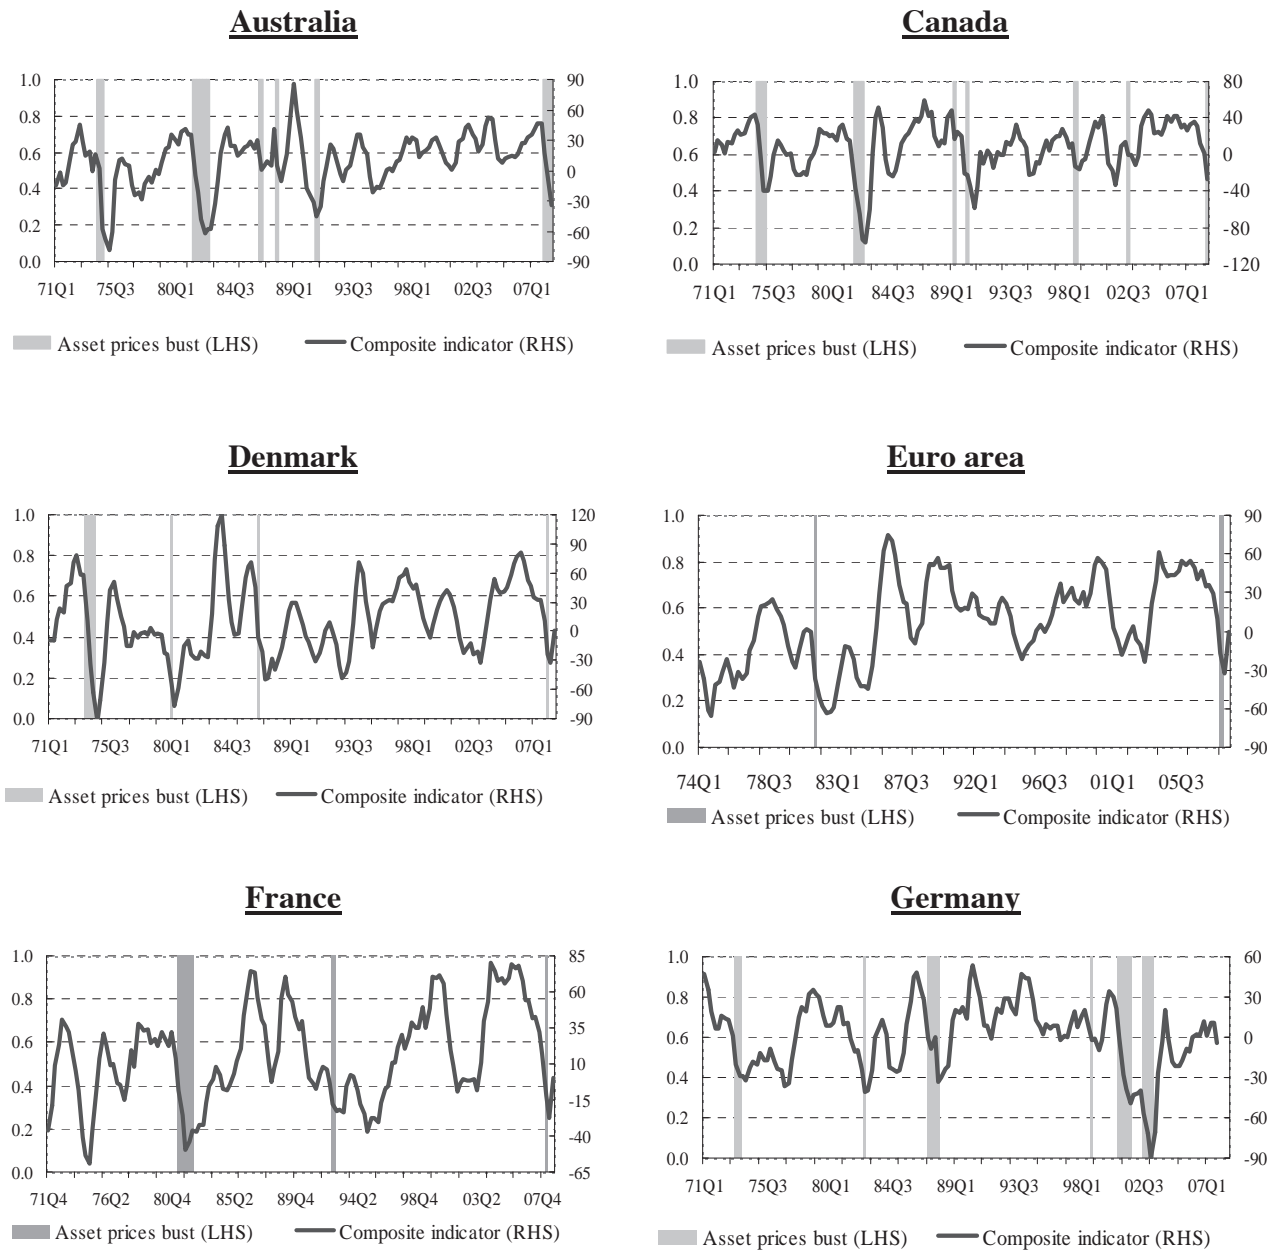 Australia
1.0 90
0.8 60
0.6 30
0.4 0
0.2 -30
0.0 -60
-90
71Q1 75Q3 80Q1 84Q3 89Q1 93Q3 98Q1 02Q3 07Q1
Asset prices bust (LHS) Composite indicator (RHS)
Canada
1.0 80
0.8 40
0.6 0
0.4 -40
0.2 -80
0.0 -120
71Q1 75Q3 80Q1 84Q3 89Q1 93Q3 98Q1 02Q3 07Q1
Asset prices bust (LHS) Composite indicator (RHS)
Denmark
1.0 120
0.8 90
0.6 60
0.4 30
0.2 0
0.0 -30
-60
-90
71Q1 75Q3 80Q1 84Q3 89Q1 93Q3 98Q1 02Q3 07Q1
Asset prices bust (LHS) Composite indicator (RHS)
Euro area
1.0 90
0.8 60
0.6 30
0.4 0
0.2 -30
0.0 -60
-90
74Q1 78Q3 83Q1 87Q3 92Q1 96Q3 01Q1 05Q3
Asset prices bust (LHS) Composite indicator (RHS)
France
1.0 85
0.8 60
0.6 35
0.4 10
0.2 -15
0.0 -40
-65
71Q4 76Q2 80Q4 85Q2 89Q4 94Q2 98Q4 03Q2 07Q4
Asset prices bust (LHS) Composite indicator (RHS)
Germany
1.0 60
0.8 30
0.6 0
0.4 -30
0.2 -60
0.0 -90
71Q1 75Q3 80Q1 84Q3 89Q1 93Q3 98Q1 02Q3 07Q1
Asset prices bust (LHS) Composite indicator (RHS)